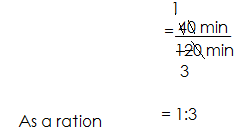 1
= 40 min
120 min
3
As a ration = 1:3